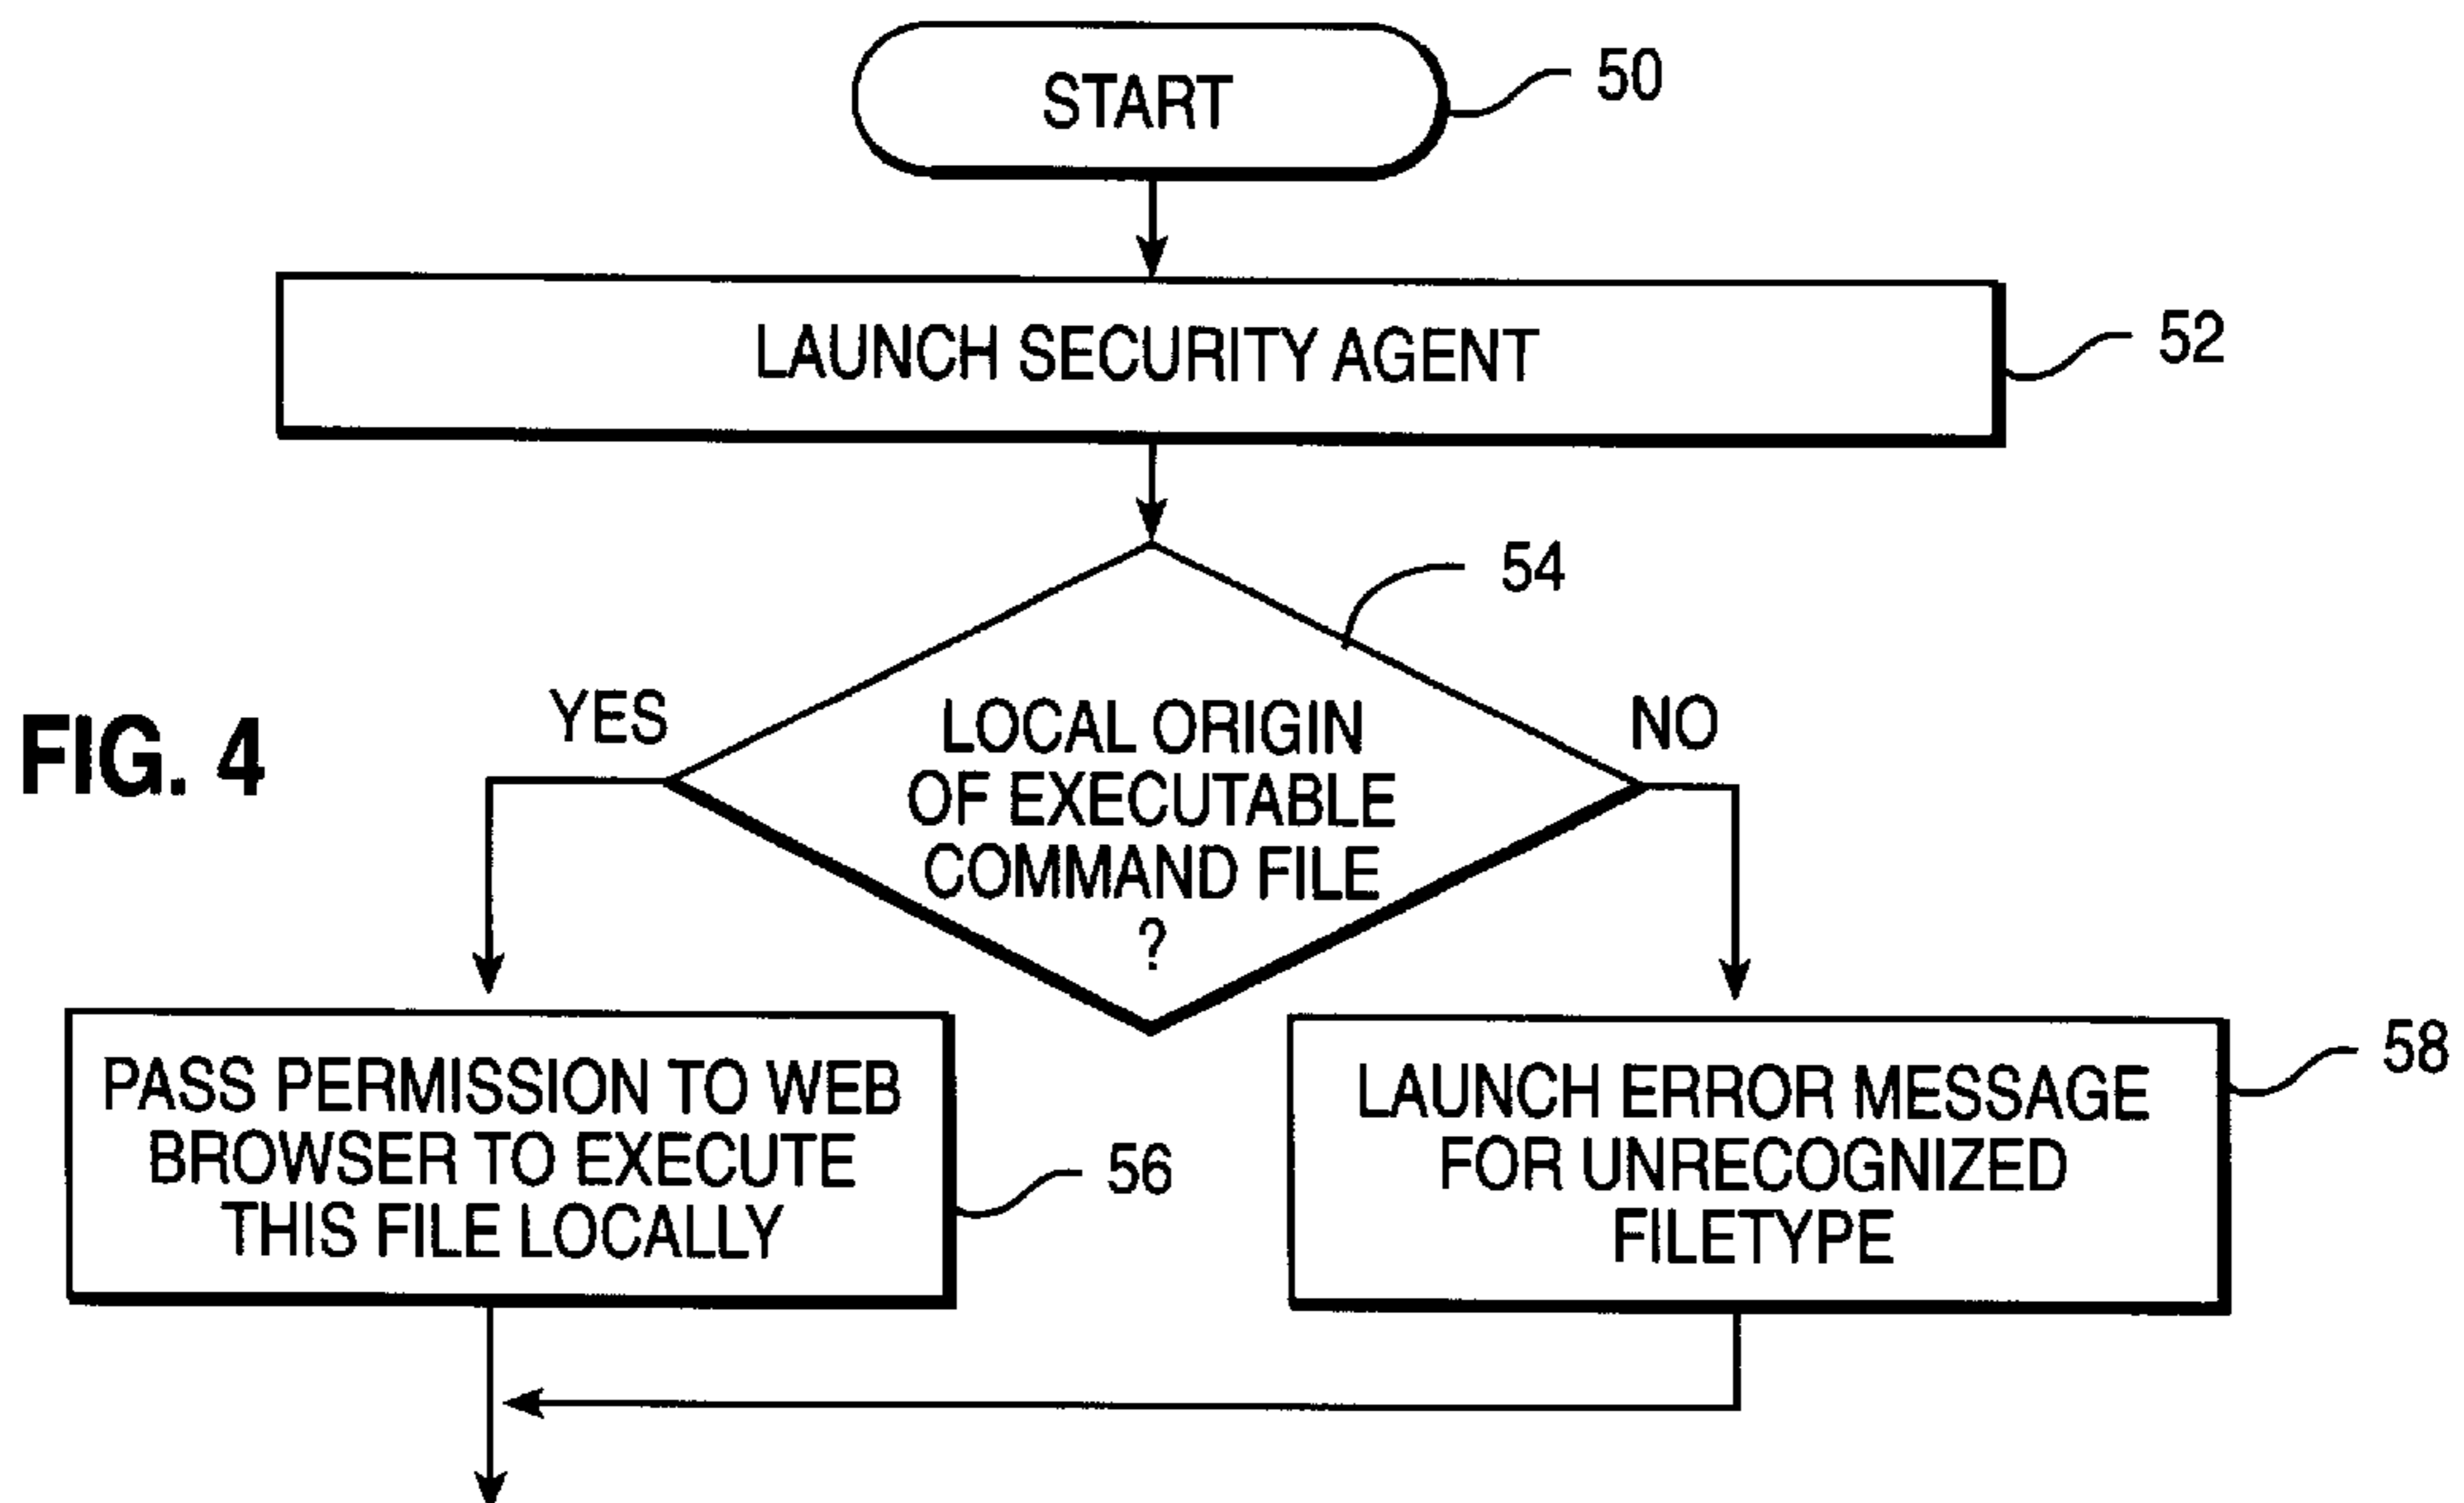 START
50
LAUNCH SECURITY AGENT
52
54
FIG. 4
YES
NO
LOCAL ORIGIN
OF EXECUTABLE
COMMAND FILE
?
PASS PERMISSION TO WEB
BROWSER TO EXECUTE
THIS FILE LOCALLY
56
LAUNCH ERROR MESSAGE
FOR UNRECOGNIZED
FILETYPE
58